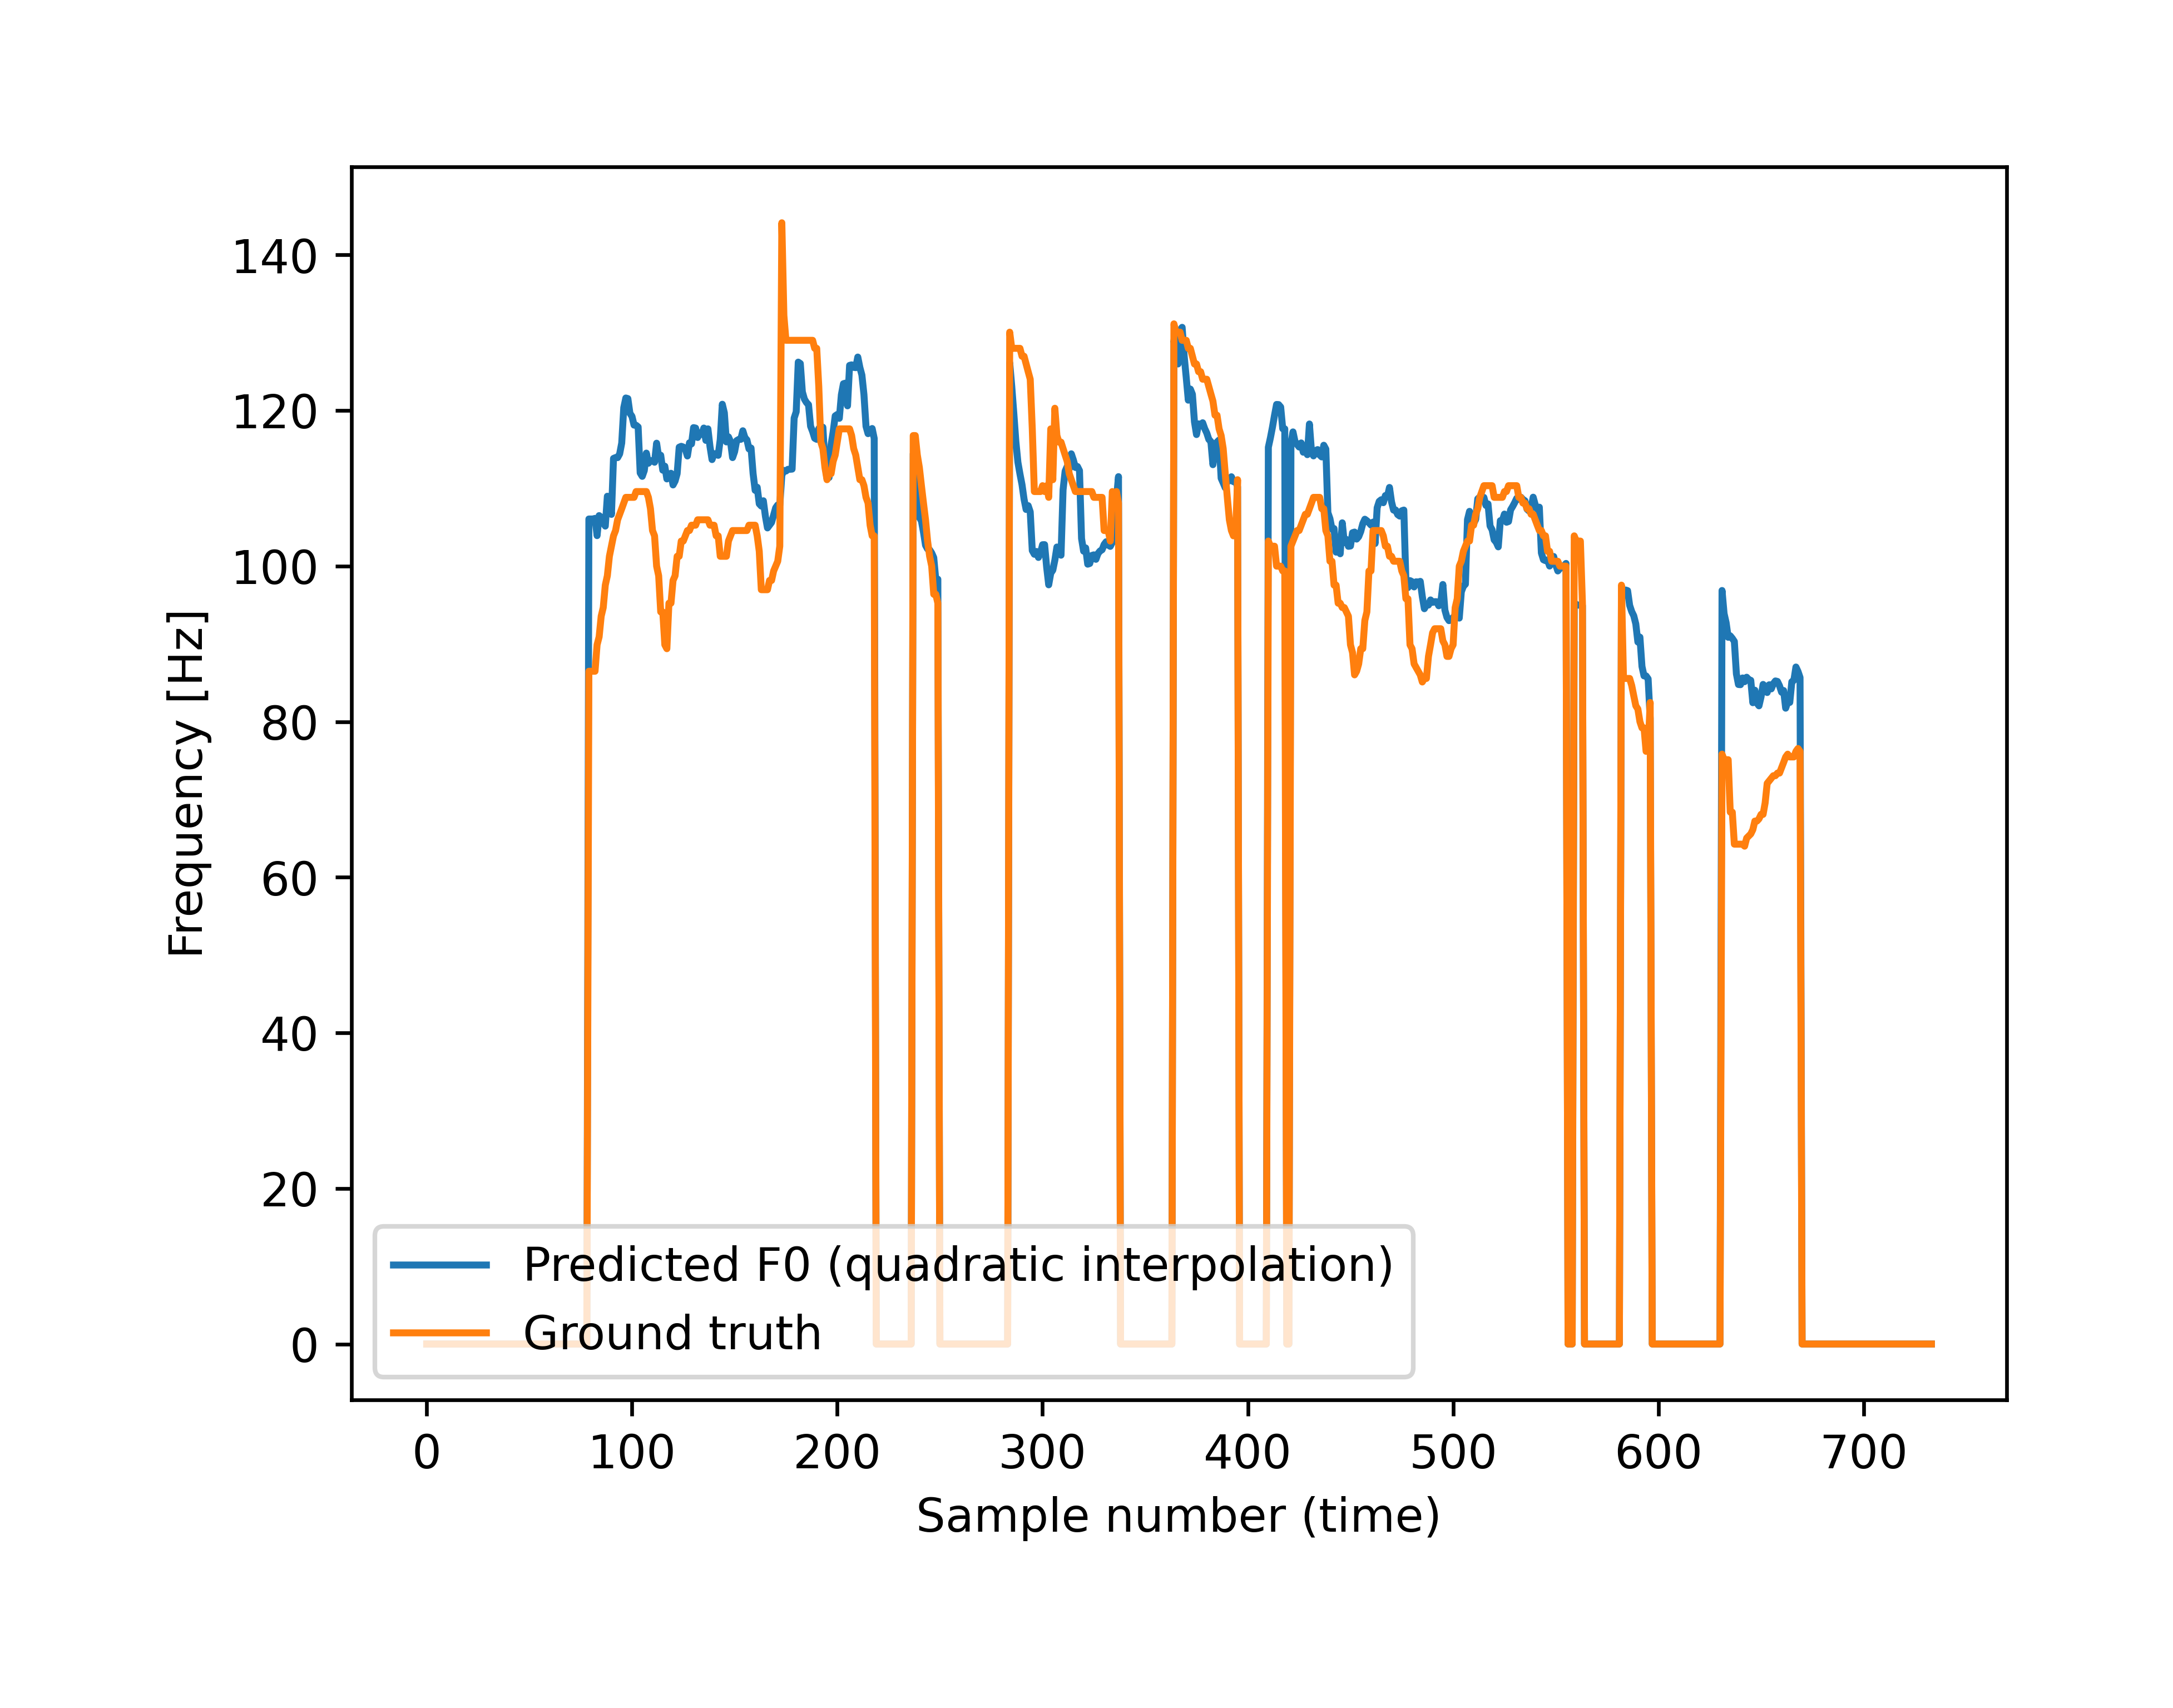 140
120
100
80
60
40
20
0
Frequency [Hz]
Predicted F0 (quadratic interpolation)
Ground truth
0 100 200 300 400 500 600 700
Sample number (time)